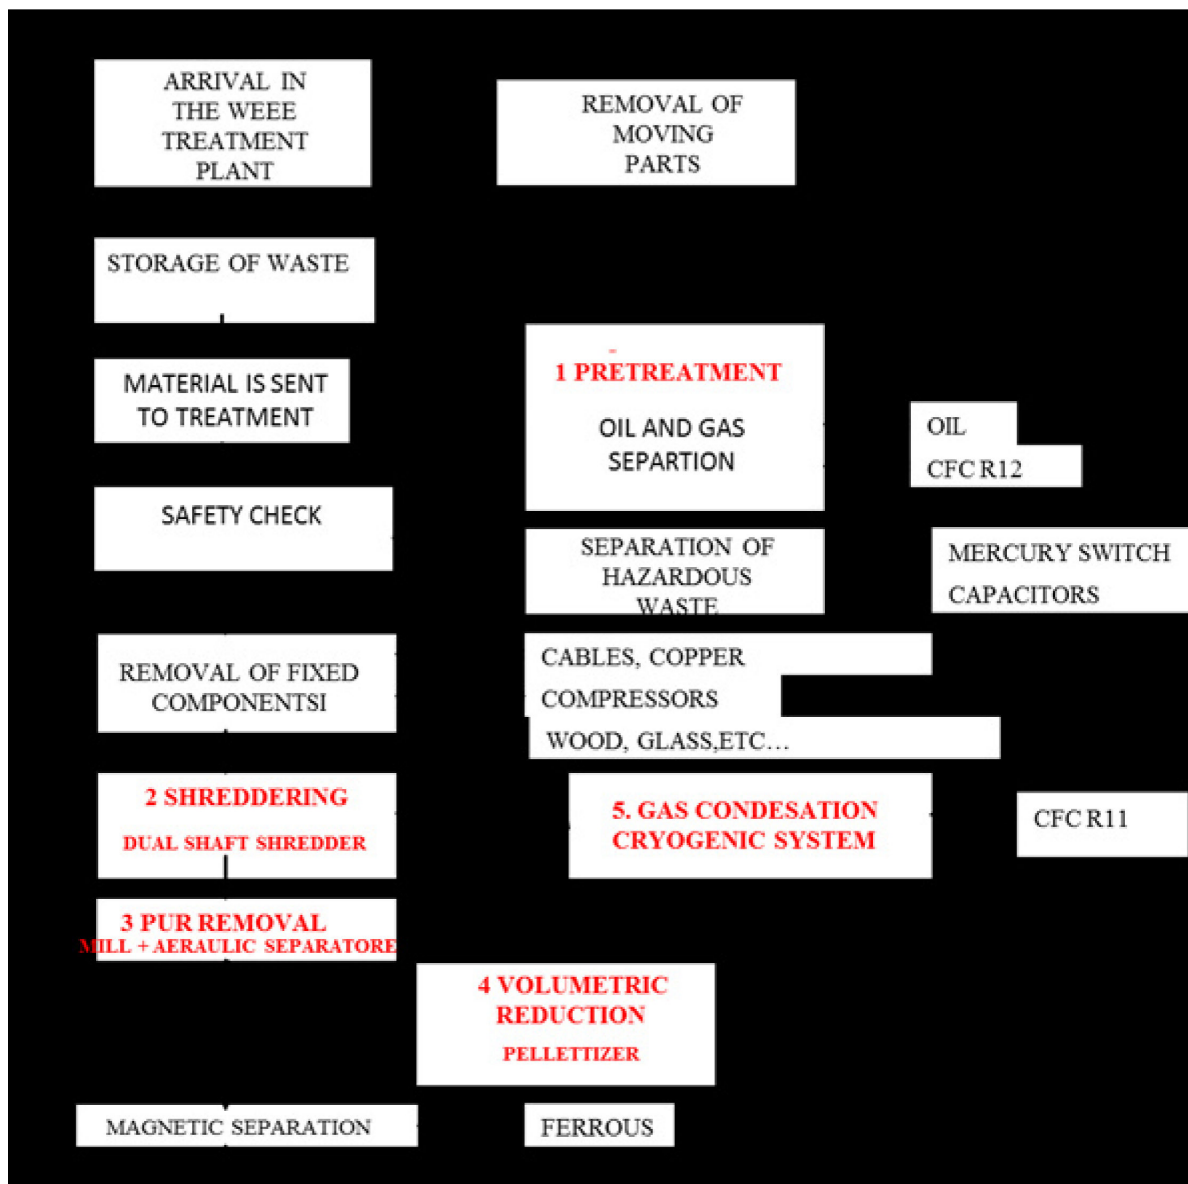 ARRIVAL IN
THE WEEE
TREATMENT
PLANT
REMOVAL OF
MOVING
PARTS
STORAGE OF WASTE
1 PRETREATMENT
OIL AND GAS
SEPARTION
MATERIAL IS SENT
TO TREATMENT
OIL
CFC R12
SAFETY CHECK
SEPARATION OF
HAZARDOUS
WASTE
MERCURY SWITCH
CAPACITORS
REMOVAL OF FIXED
COMPONENTSI
CABLES, COPPER
COMPRESSORS
WOOD, GLASS,ETC...
2 SHREDDERING
DUAL SHAFT SHREDDER
5. GAS CONDESATION
CRYOGENIC SYSTEM
CFC R11
3 PUR REMOVAL
MILL + AERAULIC SEPARATORE
4 VOLUMETRIC
REDUCTION
PELLETTIZER
MAGNETIC SEPARATION
FERROUS